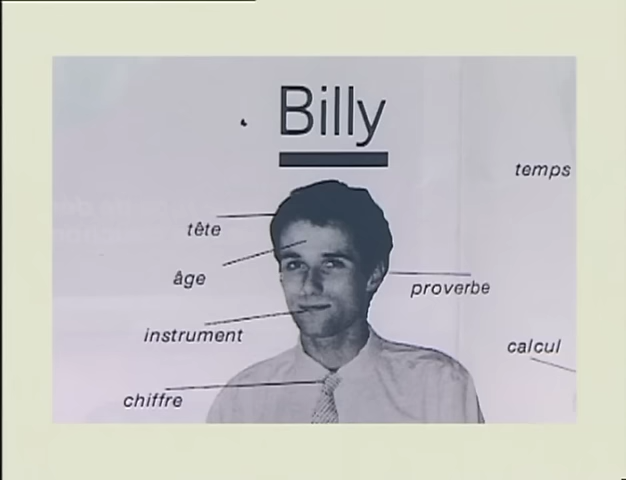 Billy
temps
tête
âge
proverbe
instrument
calcul
chiffre